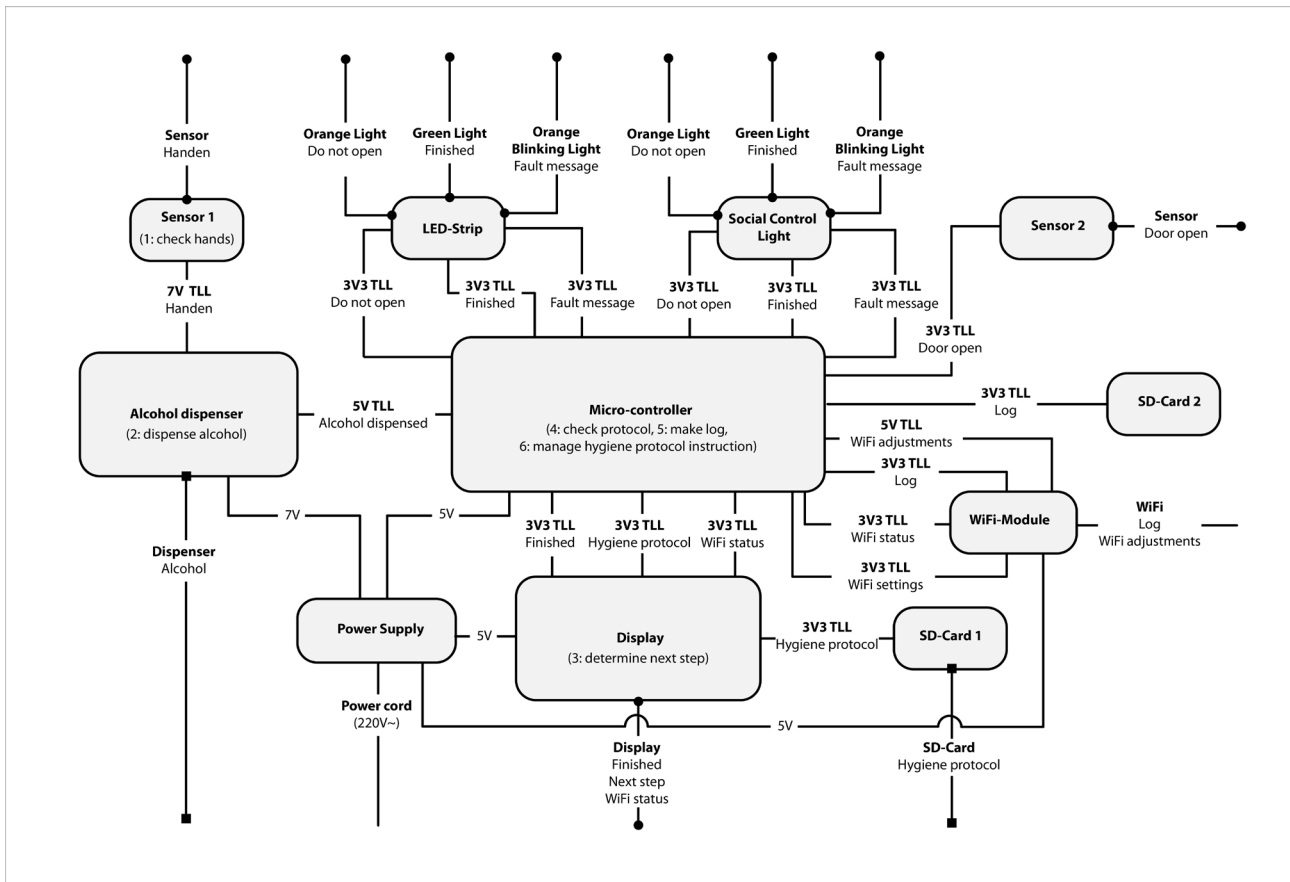 Sensor
Handen
Orange Light
Do not open
Green Light
Finished
Orange
Blinking Light
Fault message
Orange Light
Do not open
Green Light
Finished
Orange
Blinking Light
Fault message
Sensor 1
(1: check hands)
LED-Strip
Social Control
Light
Sensor 2
Sensor
Door open
7V TLL
Handen
3V3 TLL
Do not open
3V3 TLL
Finished
3V3 TLL
Fault message
3V3 TLL
Do not open
3V3 TLL
Finished
3V3 TLL
Fault message
3V3 TLL
Door open
Alcohol dispenser
(2: dispense alcohol)
5V TLL
Alcohol dispensed
Micro-controller
(4: check protocol, 5: make log,
6: manage hygiene protocol instruction)
3V3 TLL
Log
SD-Card 2
5V TLL
WiFi adjustments
3V3 TLL
Log
7V
5V
3V3 TLL
Finished
3V3 TLL
Hygiene protocol
3V3 TLL
WiFi status
3V3 TLL
WiFi status
WiFi-Module
WiFi
Log
WiFi adjustments
3V3 TLL
WiFi settings
Dispenser
Alcohol
Power Supply
5V
Display
(3: determine next step)
3V3 TLL
Hygiene protocol
SD-Card 1
Power cord
(220V~)
5V
Display
Finished
Next step
WiFi status
SD-Card
Hygiene protocol